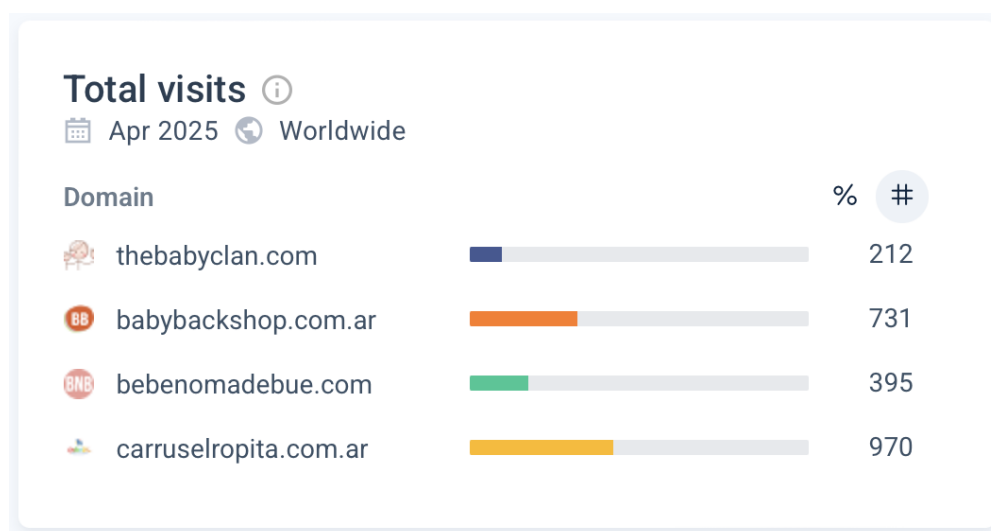 Total visits
Apr 2025 Worldwide
Domain % #
thebabyclan.com 212
BB babybackshop.com.ar 731
BNB bebenomadebue.com 395
carruselropita.com.ar 970